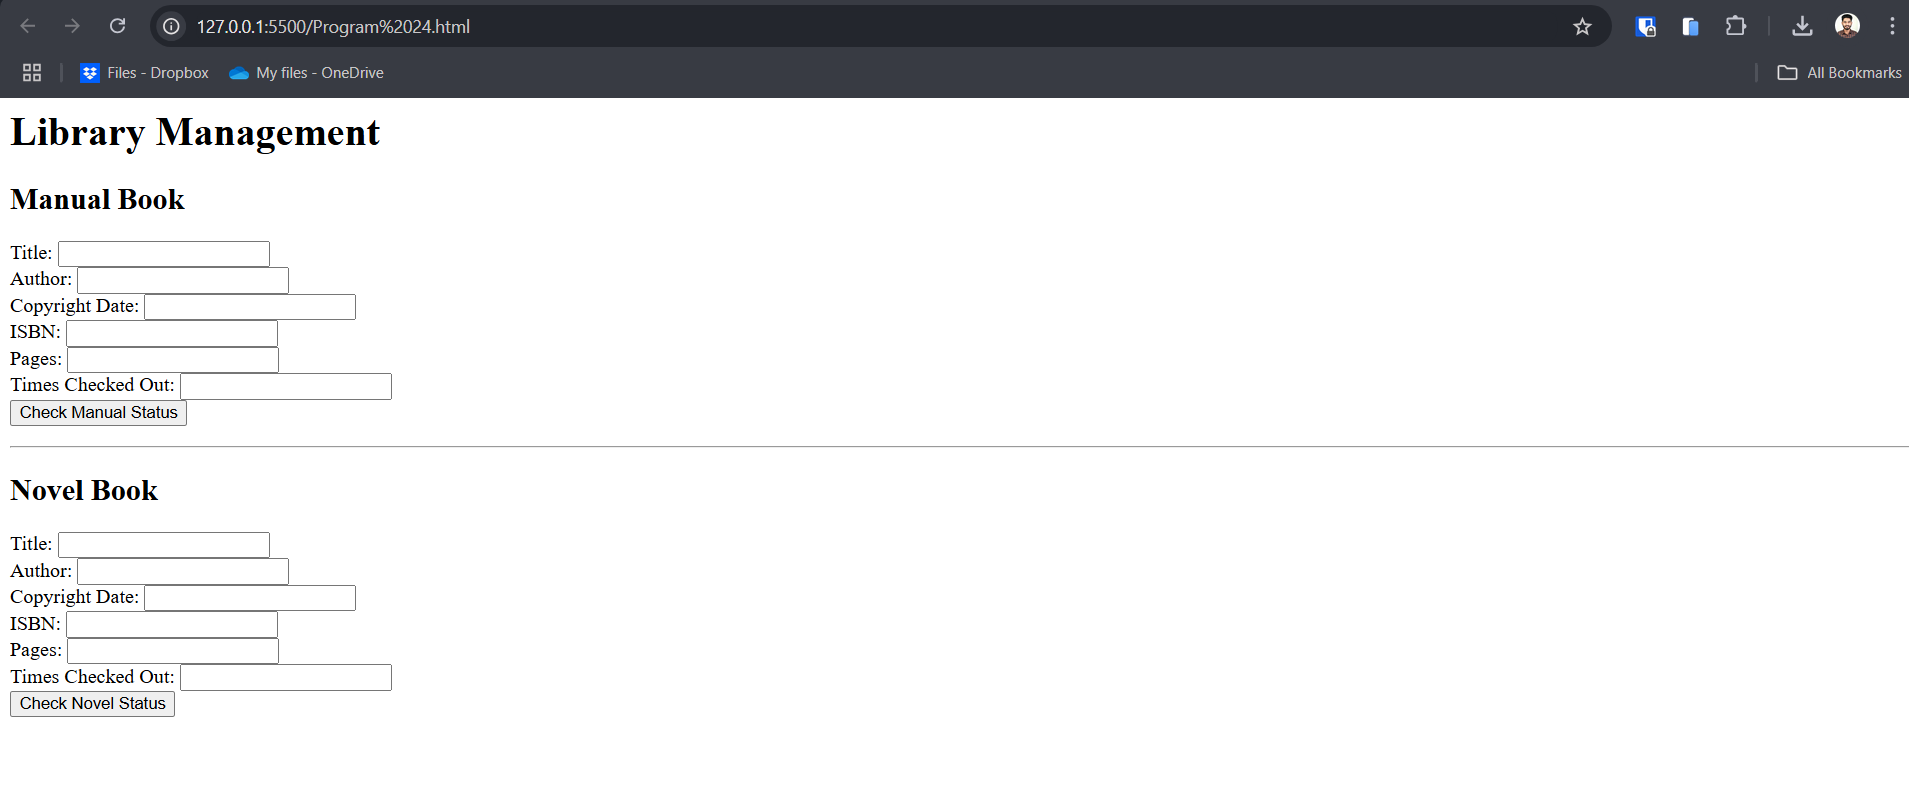 127.0.0.1:5500/Program%2024.html
Files - Dropbox My files - OneDrive All Bookmarks
Library Management
Manual Book
Title:
Author:
Copyright Date:
ISBN:
Pages:
Times Checked Out:
Check Manual Status
Novel Book
Title:
Author:
Copyright Date:
ISBN:
Pages:
Times Checked Out:
Check Novel Status